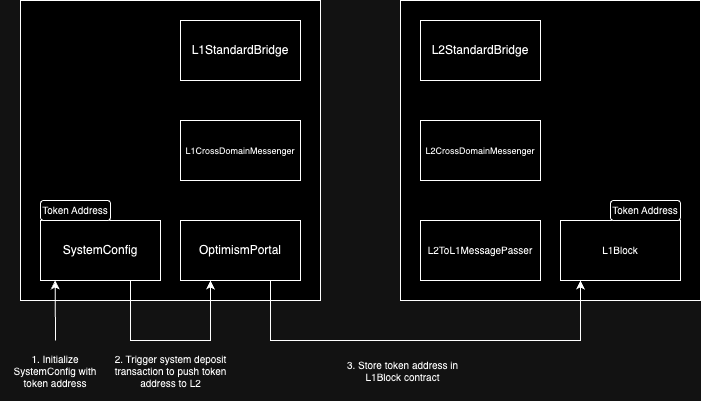 L1StandardBridge
L2StandardBridge
L1CrossDomainMessenger
L2CrossDomainMessenger
Token Address
Token Address
SystemConfig
OptimismPortal
L2ToL1MessagePasser
L1Block
1. Initialize
SystemConfig with
token address
2. Trigger system deposit
transaction to push token
address to L2
3. Store token address in
L1Block contract